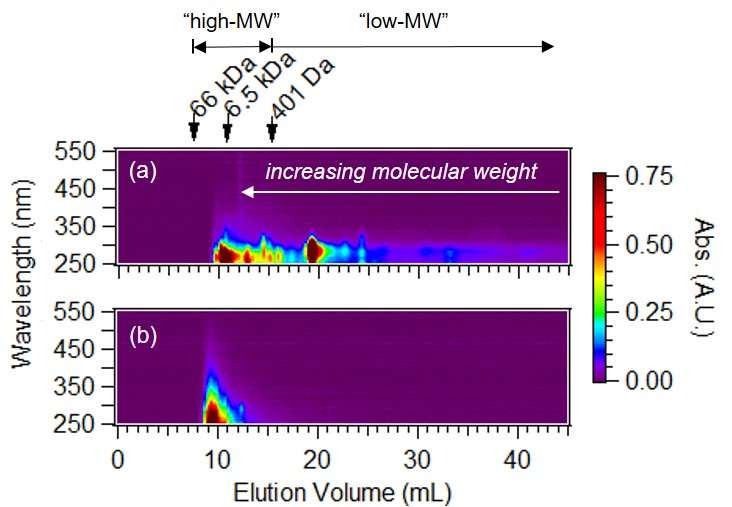 “high-MW” “low-MW”
66 kDa
6.5 kDa
401 Da
550
450
350
250
(a)
increasing molecular weight
0.75
0.50
0.25
0.00
Abs. (A.U.)
Wavelength (nm)
550
450
350
250
(b)
0 10 20 30 40
Elution Volume (mL)